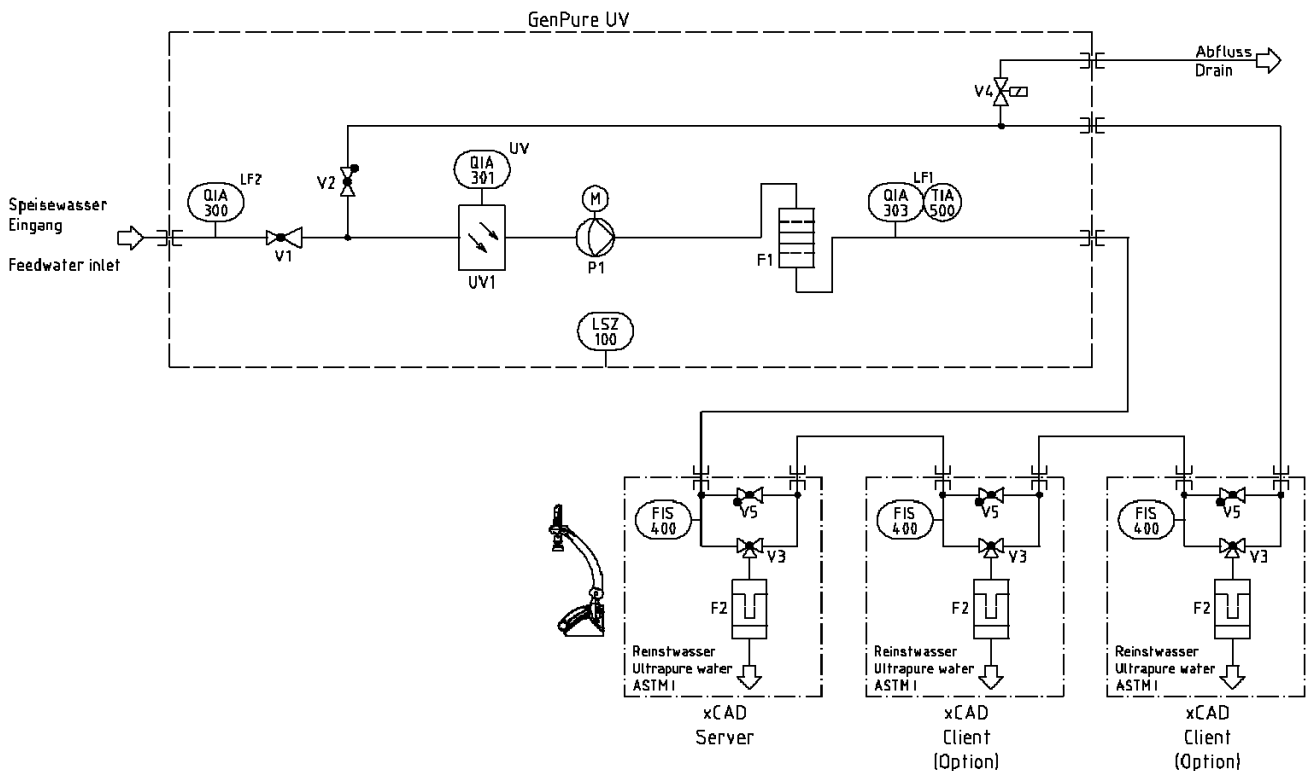 GenPure UV
Abfluss
Drain
V4
UV
QIA
301
LF2
QIA
300
V2
LF1
QIA
303
TIA
500
Speisewasser
Eingang
Feedwater inlet
V1
UV1
M
P1
F1
LSZ
100
FIS
400
V5
V3
F2
Reinstwasser
Ultrapure water
ASTM I
xCAD
Server
FIS
400
V5
V3
F2
Reinstwasser
Ultrapure water
ASTM I
xCAD
Client
(Option)
FIS
400
V5
V3
F2
Reinstwasser
Ultrapure water
ASTM I
xCAD
Client
(Option)